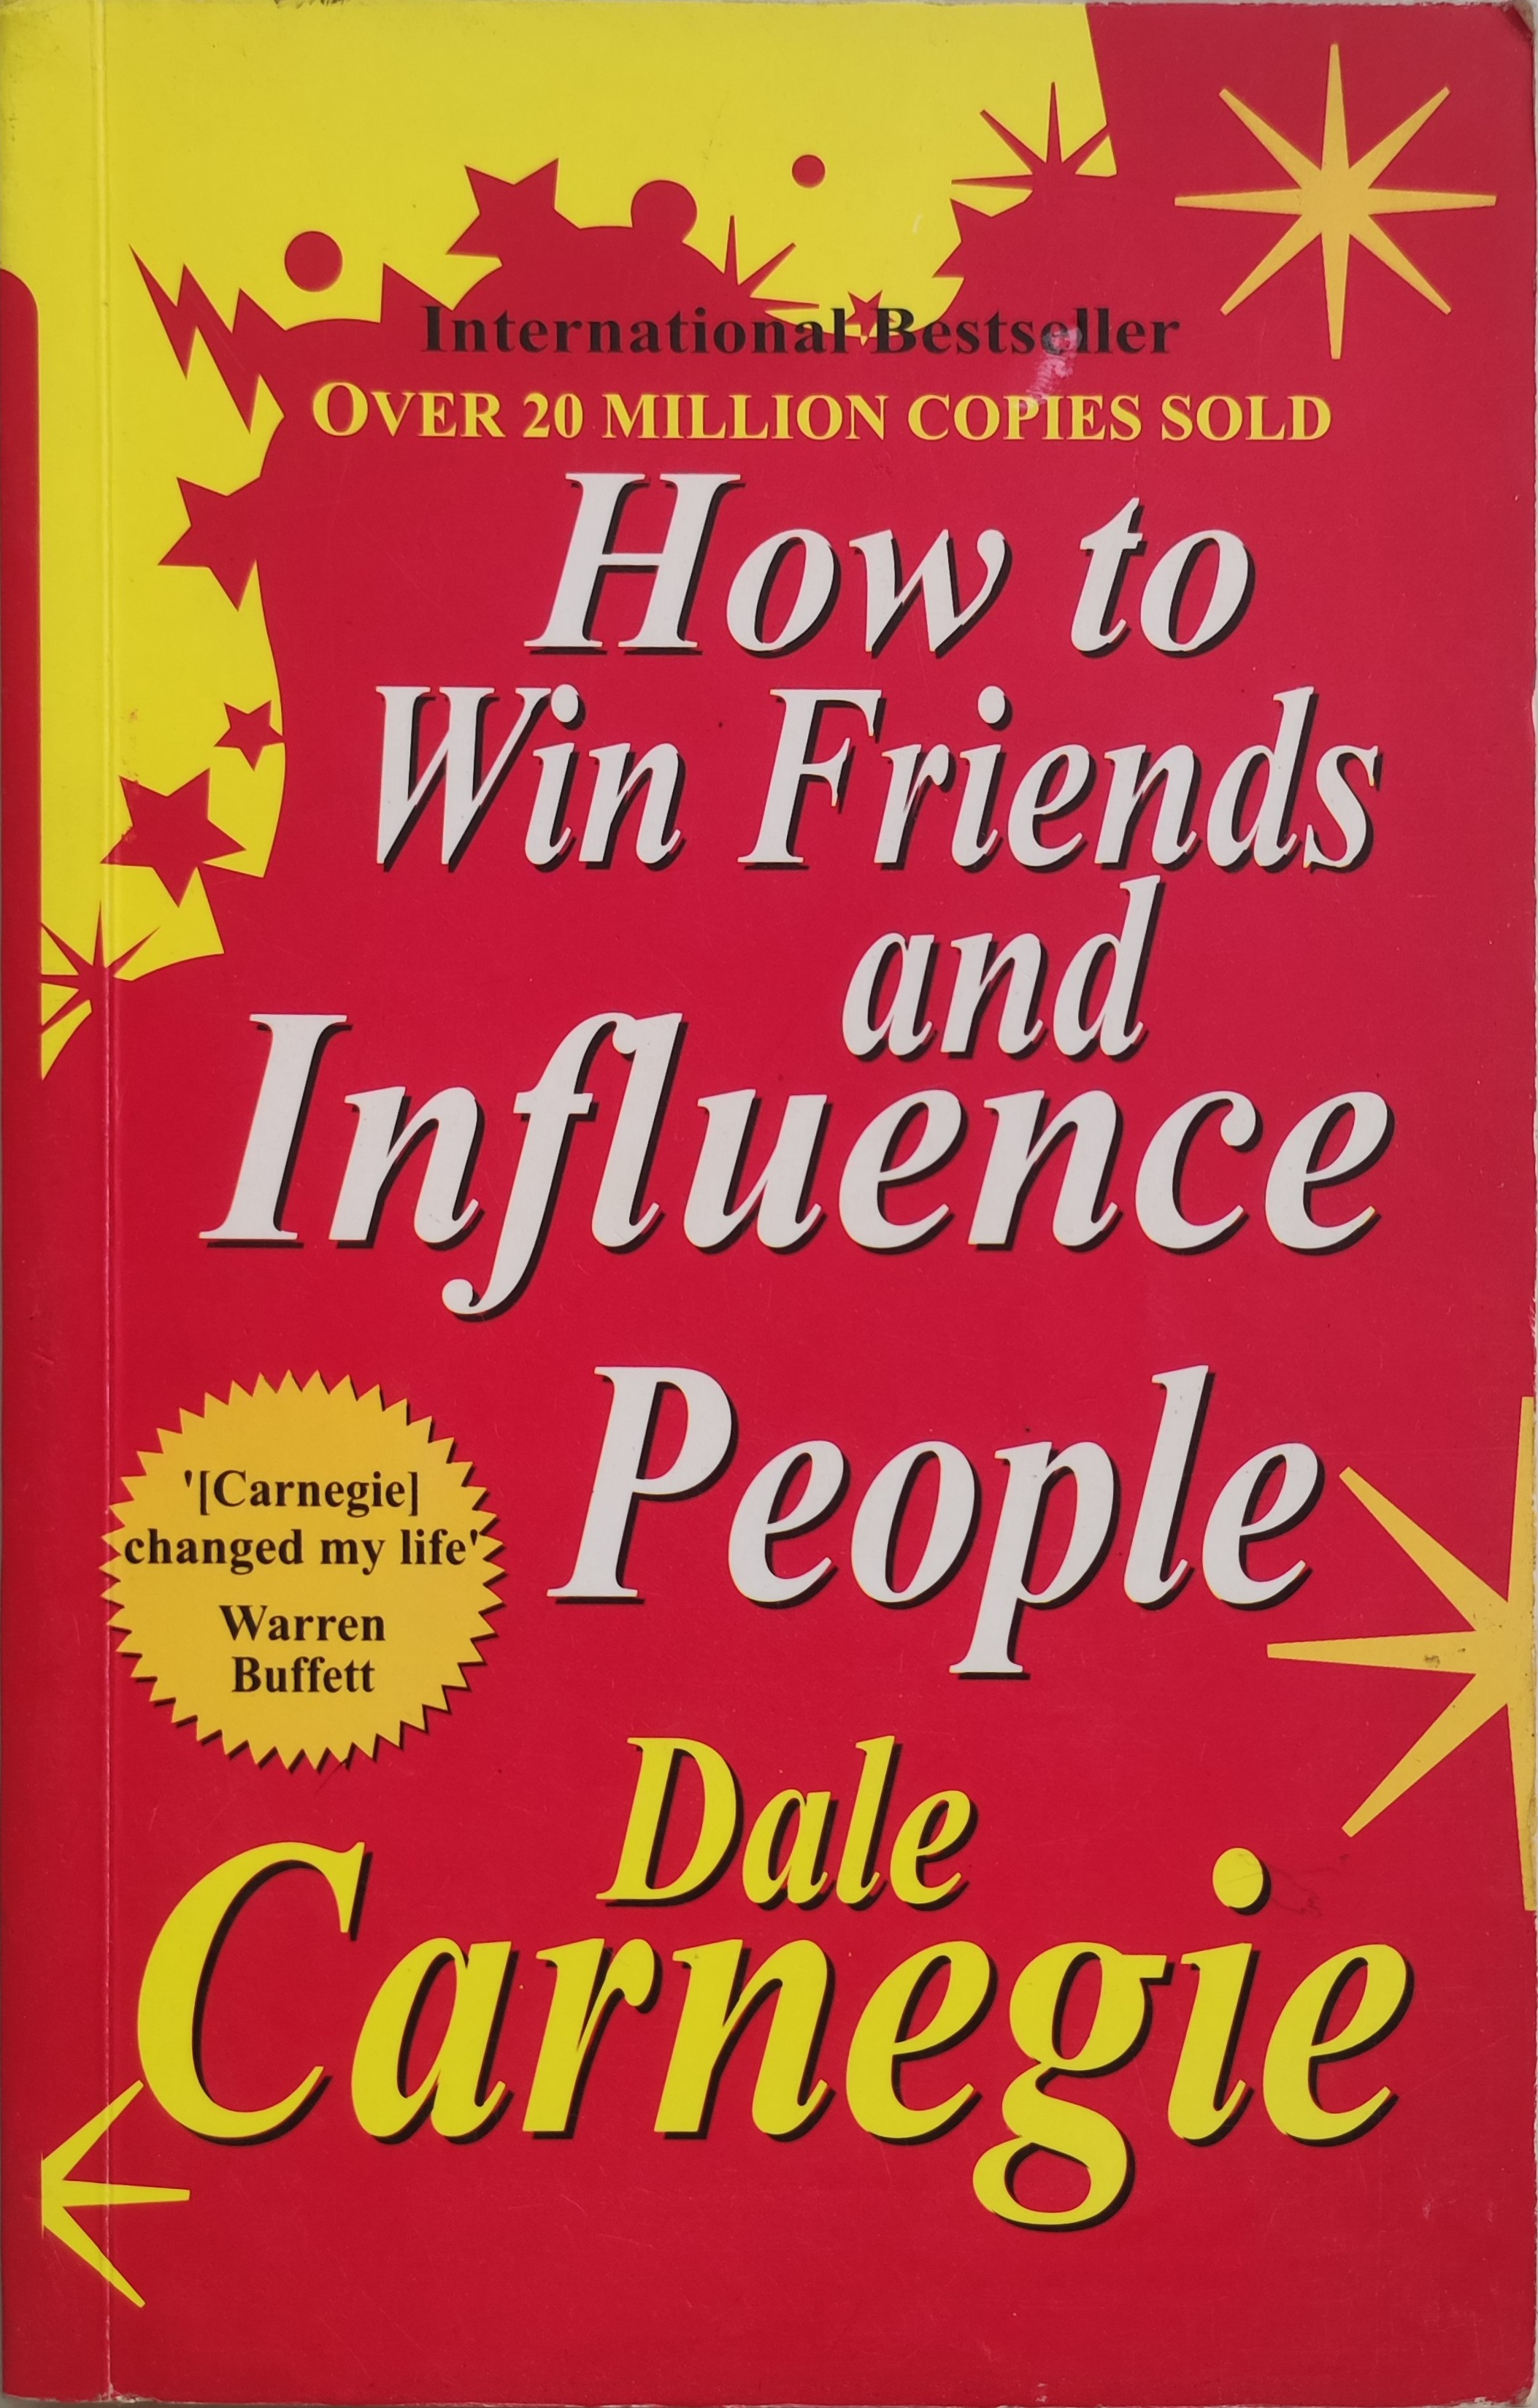 International Bestseller
OVER 20 MILLION COPIES SOLD
How to
Win Friends
and
Influence
People
'[Carnegie]
changed my life'
Warren
Buffett
Dale
Carnegie